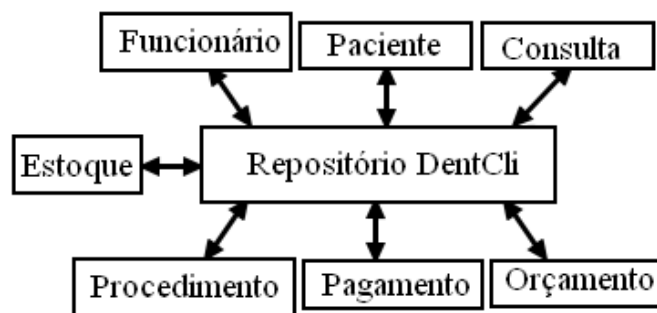 Funcionário
Paciente
Consulta
Estoque
Repositório DentCli
Procedimento
Pagamento
Orçamento